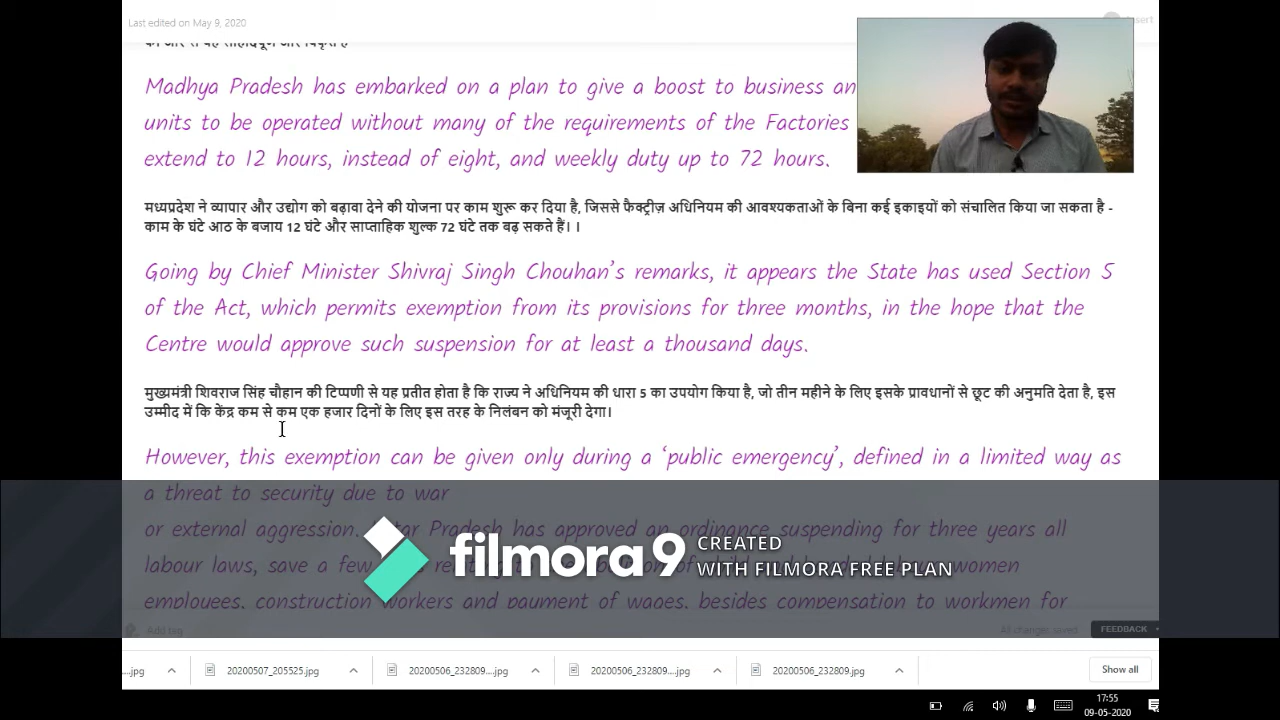 Last edited on May 9, 2020
Madhya Pradesh has embarked on a plan to give a boost to business an
units to be operated without many of the requirements of the Factories
extend to 12 hours, instead of eight, and weekly duty up to 72 hours.
मध्यप्रदेश ने व्यापार और उद्योग को बढ़ावा देने की योजना पर काम शुरू कर दिया है, जिससे फैक्ट्रीज़ अधिनियम की आवश्यकताओं के बिना कई इकाइयों को संचालित किया जा सकता है -
काम के घंटे आठ के बजाय 12 घंटे और साप्ताहिक शुल्क 72 घंटे तक बढ़ सकते हैं। ।
Going by Chief Minister Shivraj Singh Chouhan's remarks, it appears the State has used Section 5
of the Act, which permits exemption from its provisions for three months, in the hope that the
Centre would approve such suspension for at least a thousand days.
मुख्यमंत्री शिवराज सिंह चौहान की टिप्पणी से यह प्रतीत होता है कि राज्य ने अधिनियम की धारा 5 का उपयोग किया है, जो तीन महीने के लिए इसके प्रावधानों से छूट की अनुमति देता है, इस
उम्मीद में कि केंद्र कम से कम एक हजार दिनों के लिए इस तरह के निलंबन को मंजूरी देगा।
However, this exemption can be given only during a 'public emergency', defined in a limited way as
a threat to security due to war
or external aggression. Uttar Pradesh has approved an ordinance suspending for three years all
labour laws, save a few women
employees, construction workers and payment of wages, besides compensation to workmen for
filmora9 CREATED
WITH FILMORA FREE PLAN
Add tag
All changes saved
FEEDBACK
....jpg
20200507_205525.jpg
20200506_232809....jpg
20200506_232809....jpg
20200506_232809.jpg
Show all
17:55
09-05-2020